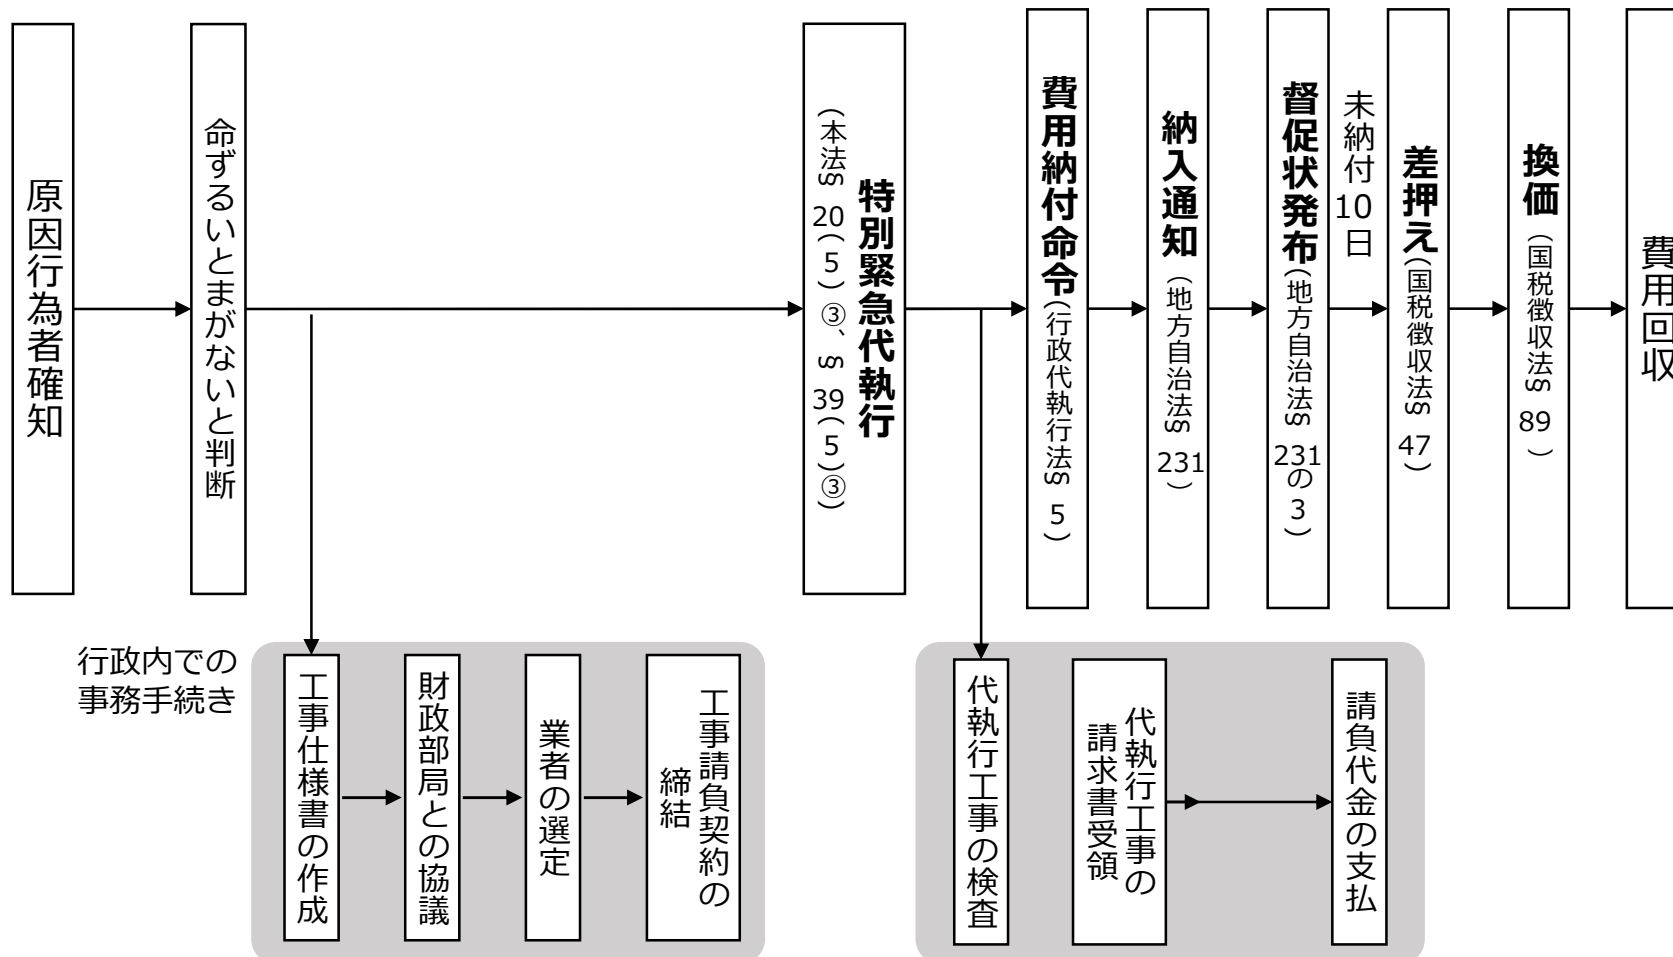 原因行為者確知
命ずるいとまがないと判断
特別緊急代執行
(本法§20(5)③、§39(5)③)
費用納付命令(行政代執行法§5)
納入通知(地方自治法§231)
督促状発布(地方自治法§231の3)
未納付10日
差押え(国税徴収法§47)
換価(国税徴収法§89)
費用回収
行政内での
事務手続き
工事仕様書の作成
財政部局との協議
業者の選定
工事請負契約の
締結
代執行工事の検査
代執行工事の
請求書受領
請負代金の支払